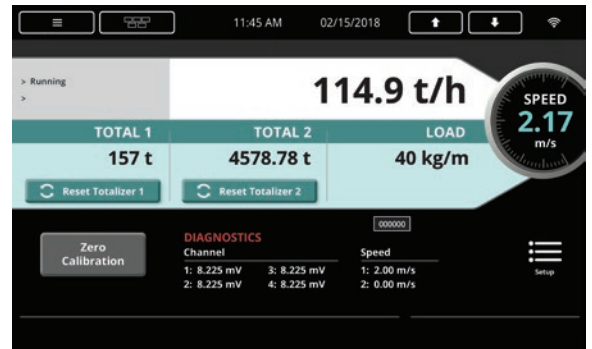 11:45 AM 02/15/2018
> Running
>
114.9 t/h
SPEED
2.17
m/s
TOTAL 1 TOTAL 2 LOAD
157 t 4578.78 t 40 kg/m
Reset Totalizer 1 Reset Totalizer 2
000000
Zero
Calibration
DIAGNOSTICS
Channel Speed
1: 8.225 mV 3: 8.225 mV 1: 2.00 m/s
2: 8.225 mV 4: 8.225 mV 2: 0.00 m/s
Setup